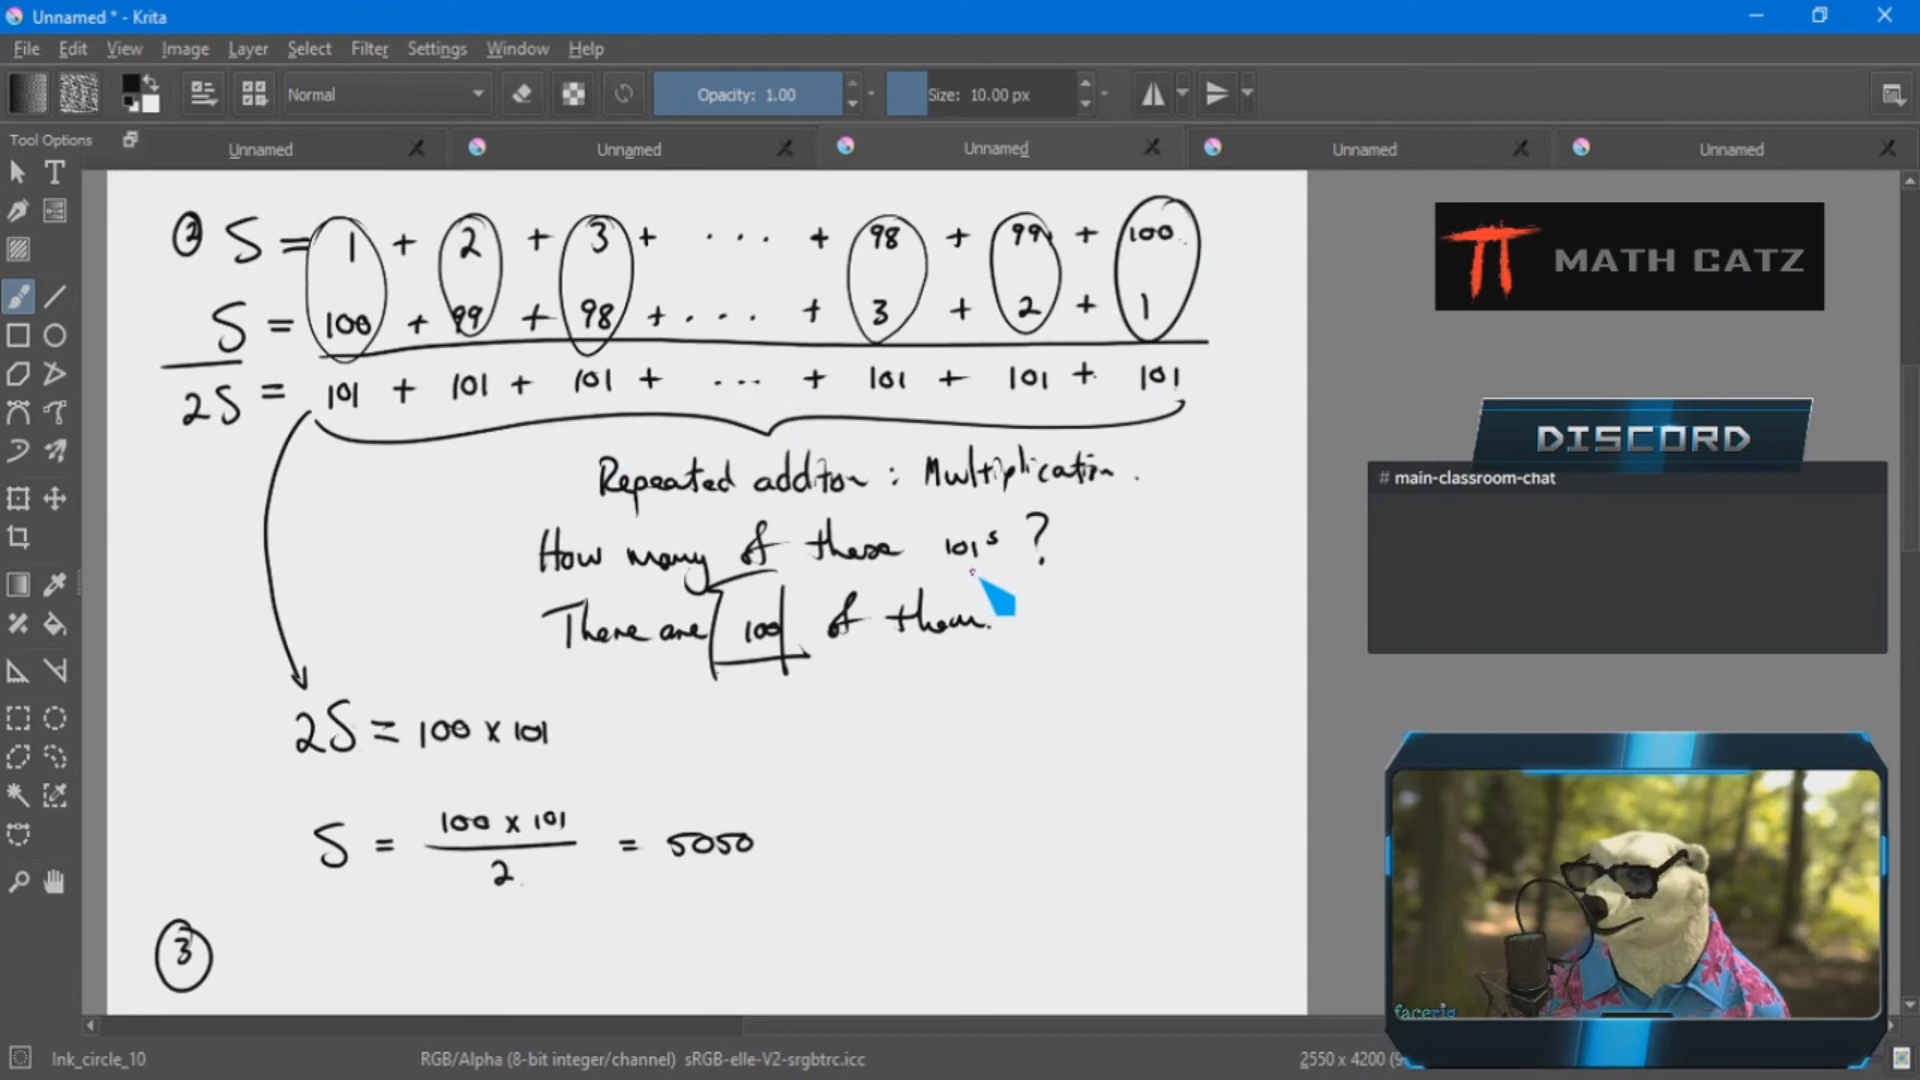 Unnamed * - Krita
File Edit View Image Layer Select Filter Settings Window Help
Normal Opacity: 1.00 Size: 10.00 px
Tool Options Unnamed Unnamed Unnamed Unnamed Unnamed
② S = 1 + 2 + 3 + ... + 98 + 99 + 100
S = 100 + 99 + 98 + ... + 3 + 2 + 1
2S = 101 + 101 + 101 + ... + 101 + 101 + 101
Repeated additon : Multiplication.
How many of these 101s ?
There are 100 of them.
2S = 100 x 101
S = 100 x 101 / 2 = 5050
③
MATH CATZ
DISCORD
# main-classroom-chat
facerig
Ink_circle_10 RGB/Alpha (8-bit integer/channel) sRGB-elle-V2-srgbtrc.icc 2550 x 4200 (9